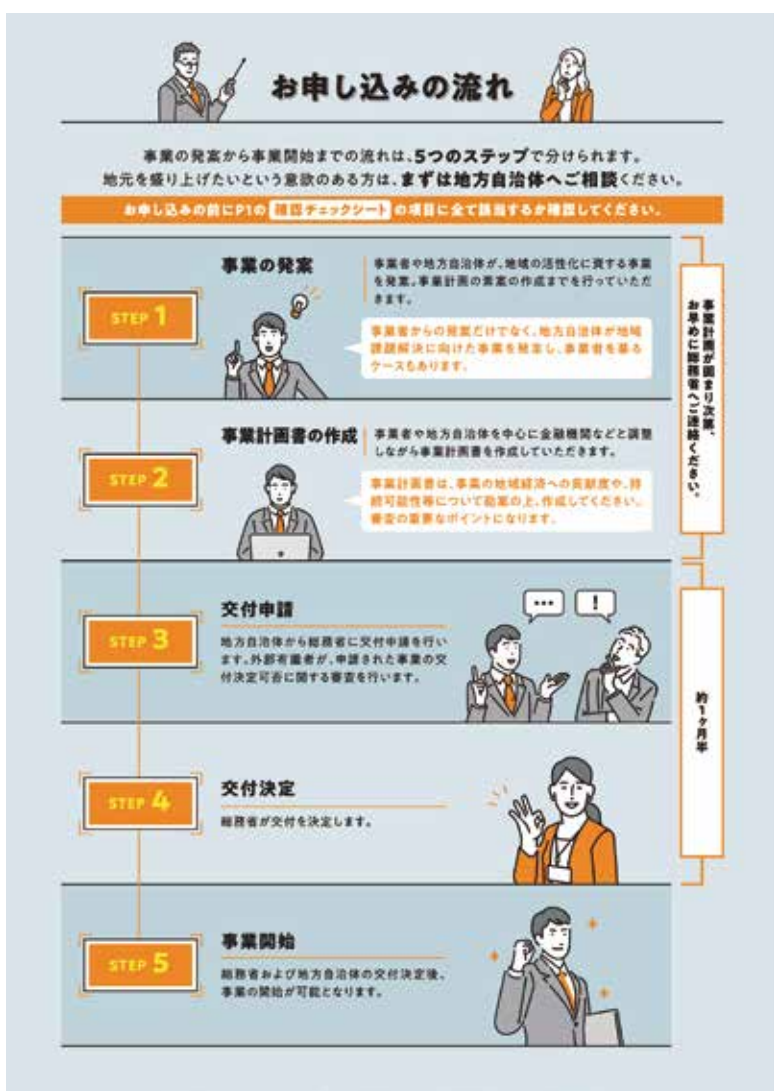 お申し込みの流れ
事業の発案から事業開始までの流れは、5つのステップで分けられます。
地元を盛り上げたいという意欲のある方は、まずは地方自治体へご相談ください。
お申し込みの前にP1の 確認チェックシート の項目に全て該当するか確認してください。
STEP 1
事業の発案
事業者や地方自治体が、地域の活性化に資する事業
を発案。事業計画の素案の作成までを行っていただ
きます。
事業者からの発案だけでなく、地方自治体が地域
課題解決に向けた事業を発案し、事業者を募る
ケースもあります。
STEP 2
事業計画書の作成
事業者や地方自治体を中心に金融機関などと調整
しながら事業計画書を作成していただきます。
事業計画書は、事業の地域経済への貢献度や、持
続可能性等について勘案の上、作成してください。
審査の重要なポイントになります。
事業計画が固まり次第、
お早めに総務省へご連絡ください。
STEP 3
交付申請
地方自治体から総務省に交付申請を行い
ます。外部有識者が、申請された事業の交
付決定可否に関する審査を行います。
...
!
STEP 4
交付決定
総務省が交付を決定します。
約1ヶ月半
STEP 5
事業開始
総務省および地方自治体の交付決定後、
事業の開始が可能となります。